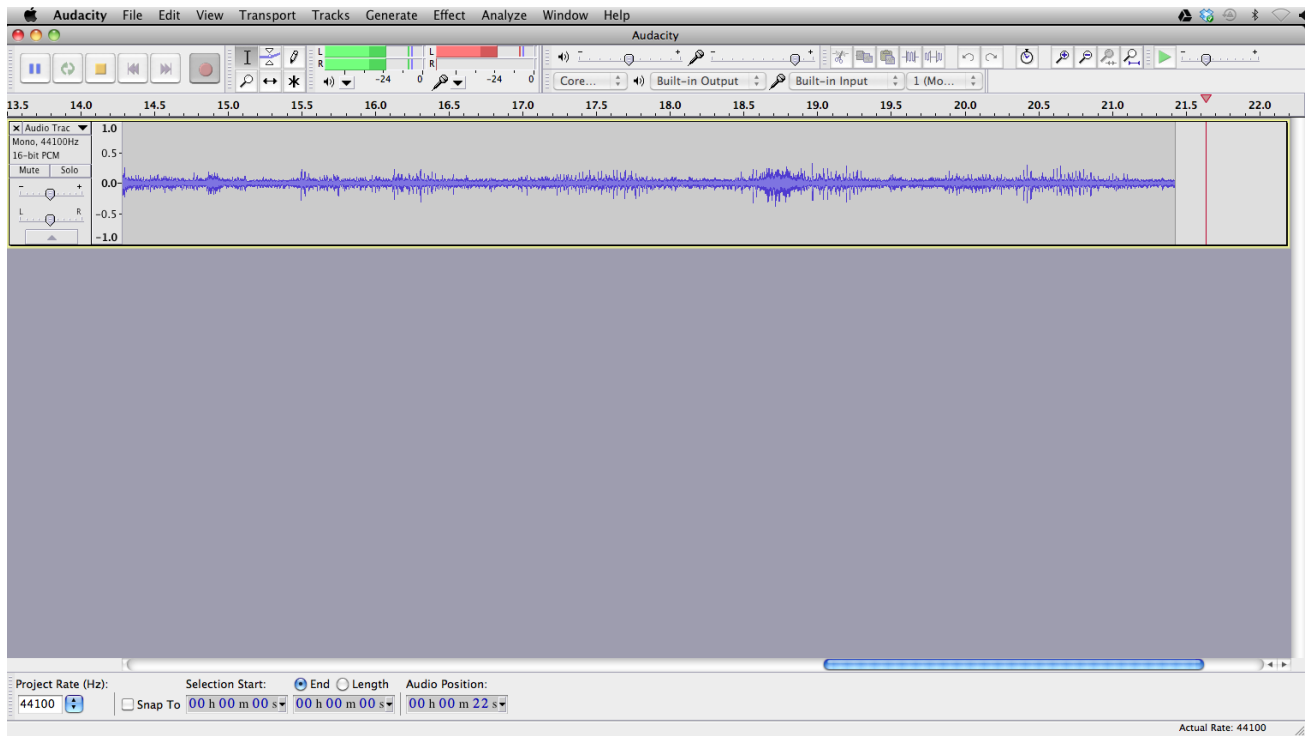 Audacity File Edit View Transport Tracks Generate Effect Analyze Window Help
Audacity
L R -24 0 L R -24 0
Core... Built-in Output Built-in Input 1 (Mo...
13.5 14.0 14.5 15.0 15.5 16.0 16.5 17.0 17.5 18.0 18.5 19.0 19.5 20.0 20.5 21.0 21.5 22.0
Audio Trac 1.0
Mono, 44100Hz
16-bit PCM 0.5
Mute Solo
- + 0.0
L R -0.5
-1.0
Project Rate (Hz): Selection Start: End Length Audio Position:
44100 Snap To 00 h 00 m 00 s 00 h 00 m 00 s 00 h 00 m 22 s
Actual Rate: 44100